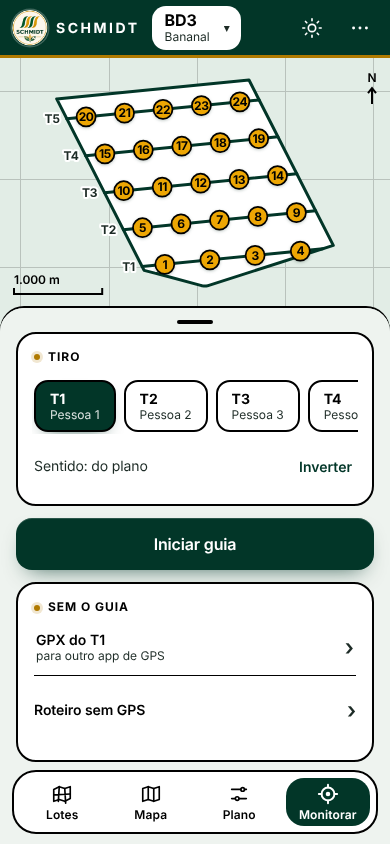 SCHMIDT
SCHMIDT
BD3
Bananal
▾
N
T5 20 21 22 23 24
T4 15 16 17 18 19
T3 10 11 12 13 14
T2 5 6 7 8 9
T1 1 2 3 4
1.000 m
TIRO
T1 T2 T3 T4
Pessoa 1 Pessoa 2 Pessoa 3 Pesso
Sentido: do plano Inverter
Iniciar guia
SEM O GUIA
GPX do T1
para outro app de GPS
Roteiro sem GPS
Lotes Mapa Plano Monitorar